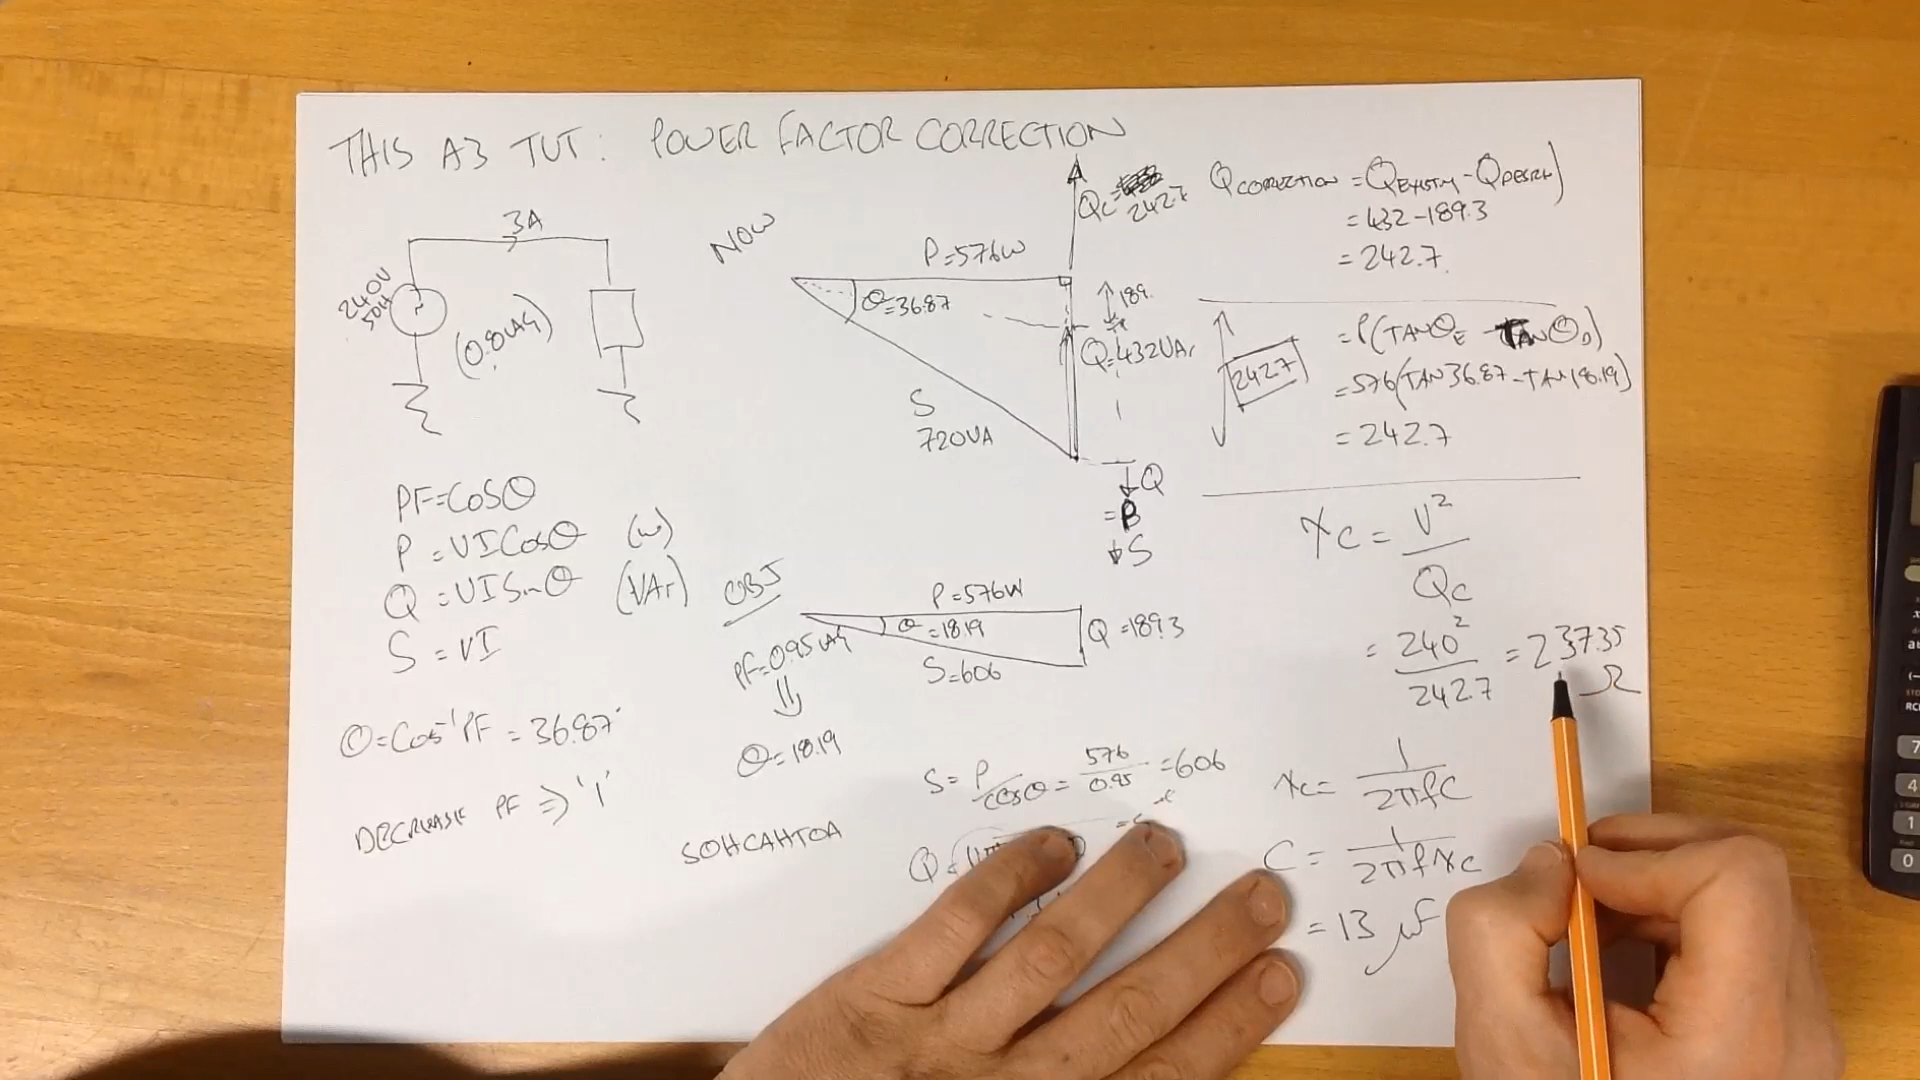 THIS A3 TUT: POWER FACTOR CORRECTION
3A
240V
50H
(0.8LAG)
NOW
P=576W
θ=36.87
S
720VA
QC=
242.7
189.
Q=432VAr
Q
=P
S
QCORRECTION = QEXISTING - QDESIRED
= 432-189.3
= 242.7.
242.7
= P(TANθE - TANθD)
= 576(TAN36.87-TAN18.19)
= 242.7
PF=COSθ
P = VICOSθ (W)
Q = VISinθ (VAr)
S = VI
θ=Cos⁻¹PF = 36.87°
DECREASE PF => '1'
OBJ
P=576W
θ=18.19
Q=189.3
S=606
PF=0.95LAG
θ=18.19
SOHCAHTOA
S= P/COSθ = 576/0.95 =606
Q=
XC = V²/QC
= 240²/242.7 = 237.35 Ω
XC= 1/2πfC
C = 1/2πfXC
= 13 μF